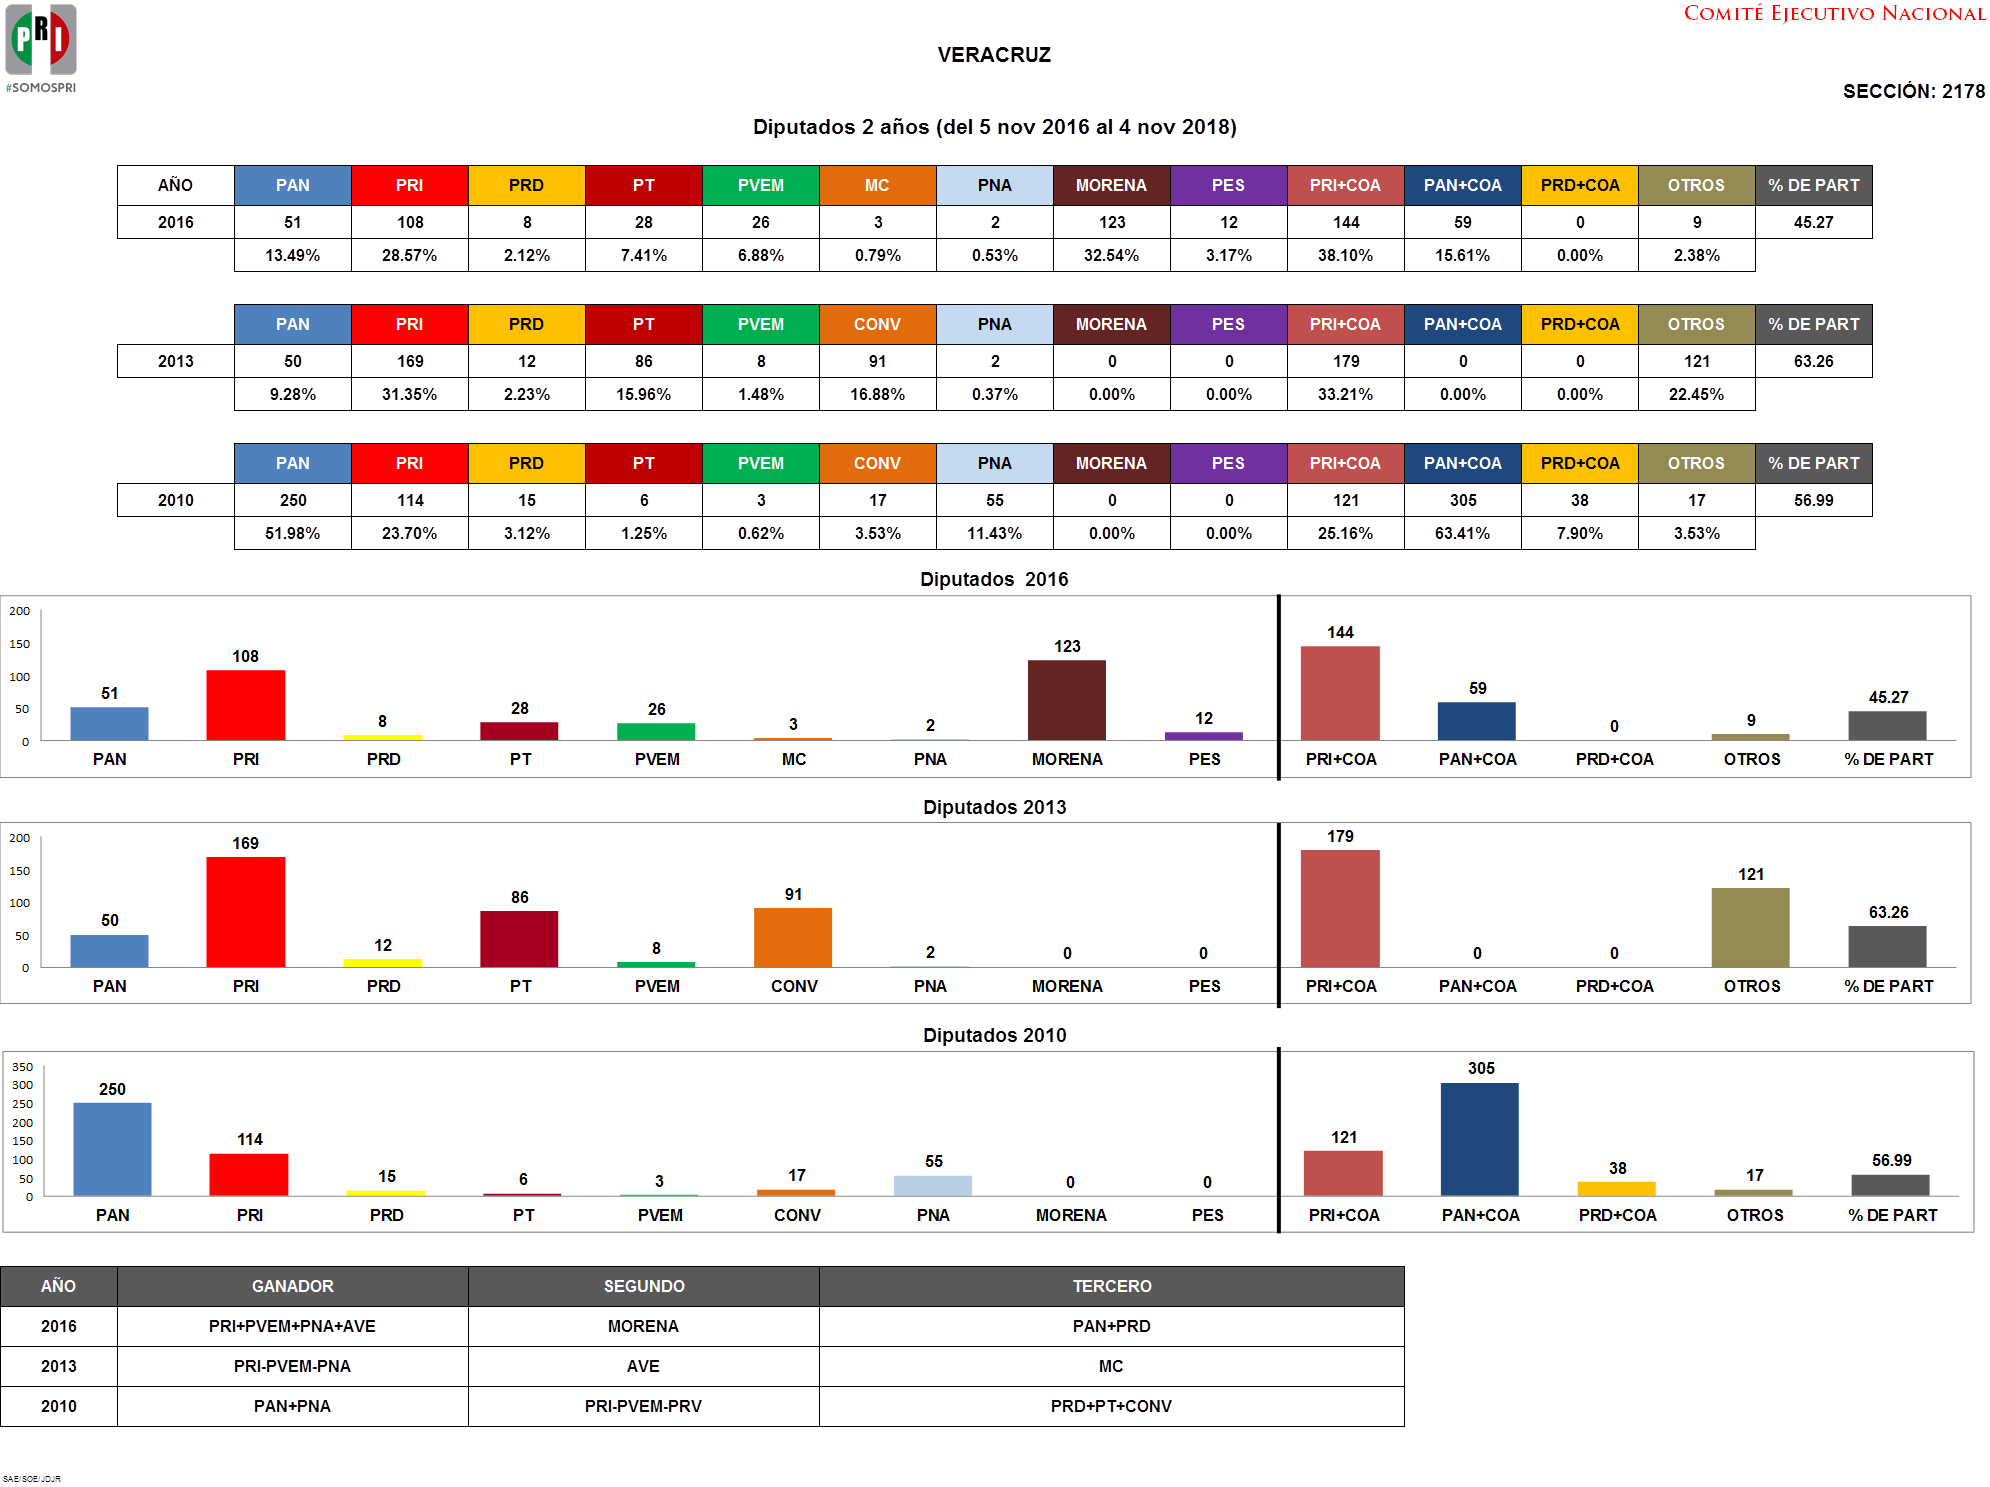 COMITÉ EJECUTIVO NACIONAL
PRI
#SOMOSPRI
VERACRUZ
SECCIÓN: 2178
Diputados 2 años (del 5 nov 2016 al 4 nov 2018)
AÑO PAN PRI PRD PT PVEM MC PNA MORENA PES PRI+COA PAN+COA PRD+COA OTROS % DE PART
2016 51 108 8 28 26 3 2 123 12 144 59 0 9 45.27
13.49% 28.57% 2.12% 7.41% 6.88% 0.79% 0.53% 32.54% 3.17% 38.10% 15.61% 0.00% 2.38%
PAN PRI PRD PT PVEM CONV PNA MORENA PES PRI+COA PAN+COA PRD+COA OTROS % DE PART
2013 50 169 12 86 8 91 2 0 0 179 0 0 121 63.26
9.28% 31.35% 2.23% 15.96% 1.48% 16.88% 0.37% 0.00% 0.00% 33.21% 0.00% 0.00% 22.45%
PAN PRI PRD PT PVEM CONV PNA MORENA PES PRI+COA PAN+COA PRD+COA OTROS % DE PART
2010 250 114 15 6 3 17 55 0 0 121 305 38 17 56.99
51.98% 23.70% 3.12% 1.25% 0.62% 3.53% 11.43% 0.00% 0.00% 25.16% 63.41% 7.90% 3.53%
Diputados 2016
200
150
100
50
0
51 108 8 28 26 3 2 123 12 144 59 0 9 45.27
PAN PRI PRD PT PVEM MC PNA MORENA PES PRI+COA PAN+COA PRD+COA OTROS % DE PART
Diputados 2013
200
150
100
50
0
50 169 12 86 8 91 2 0 0 179 0 0 121 63.26
PAN PRI PRD PT PVEM CONV PNA MORENA PES PRI+COA PAN+COA PRD+COA OTROS % DE PART
Diputados 2010
350
300
250
200
150
100
50
0
250 114 15 6 3 17 55 0 0 121 305 38 17 56.99
PAN PRI PRD PT PVEM CONV PNA MORENA PES PRI+COA PAN+COA PRD+COA OTROS % DE PART
AÑO GANADOR SEGUNDO TERCERO
2016 PRI+PVEM+PNA+AVE MORENA PAN+PRD
2013 PRI-PVEM-PNA AVE MC
2010 PAN+PNA PRI-PVEM-PRV PRD+PT+CONV
SAE/SOE/JDJR